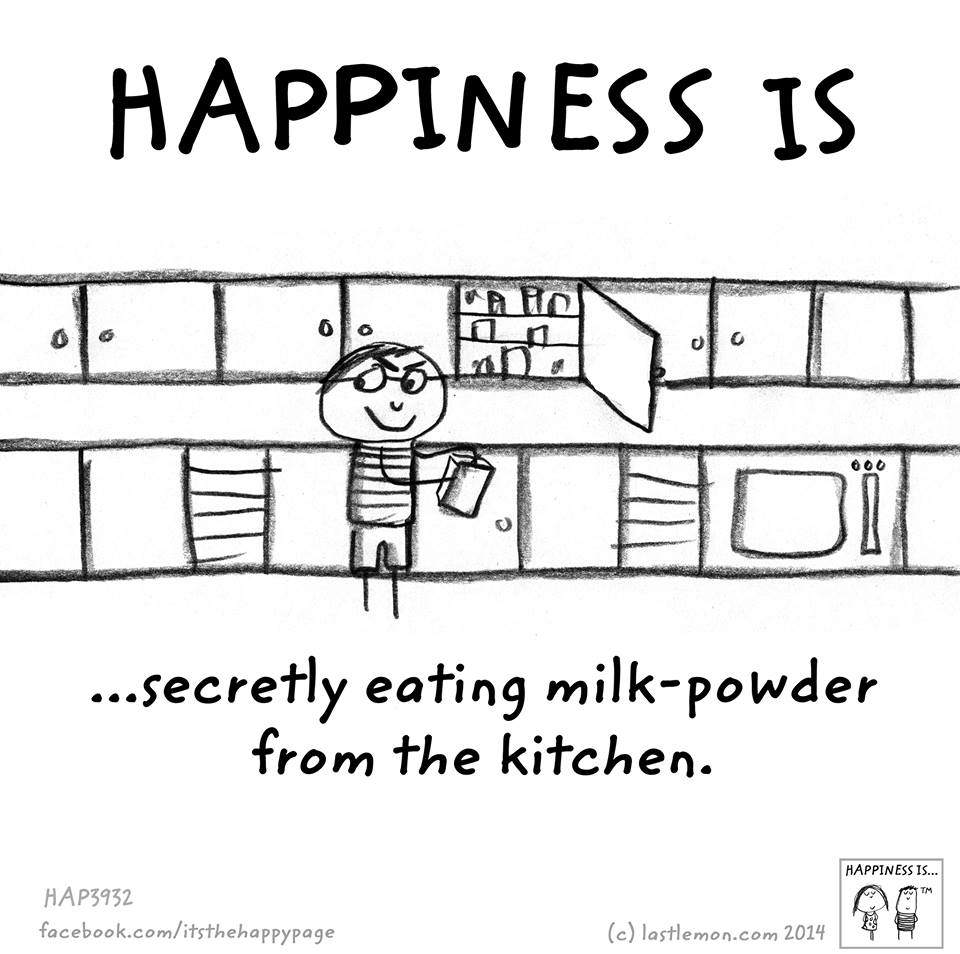 HAPPINESS IS
...secretly eating milk-powder
from the kitchen.
HAP3932
facebook.com/itsthehappypage
(c) lastlemon.com 2014
HAPPINESS IS...
TM